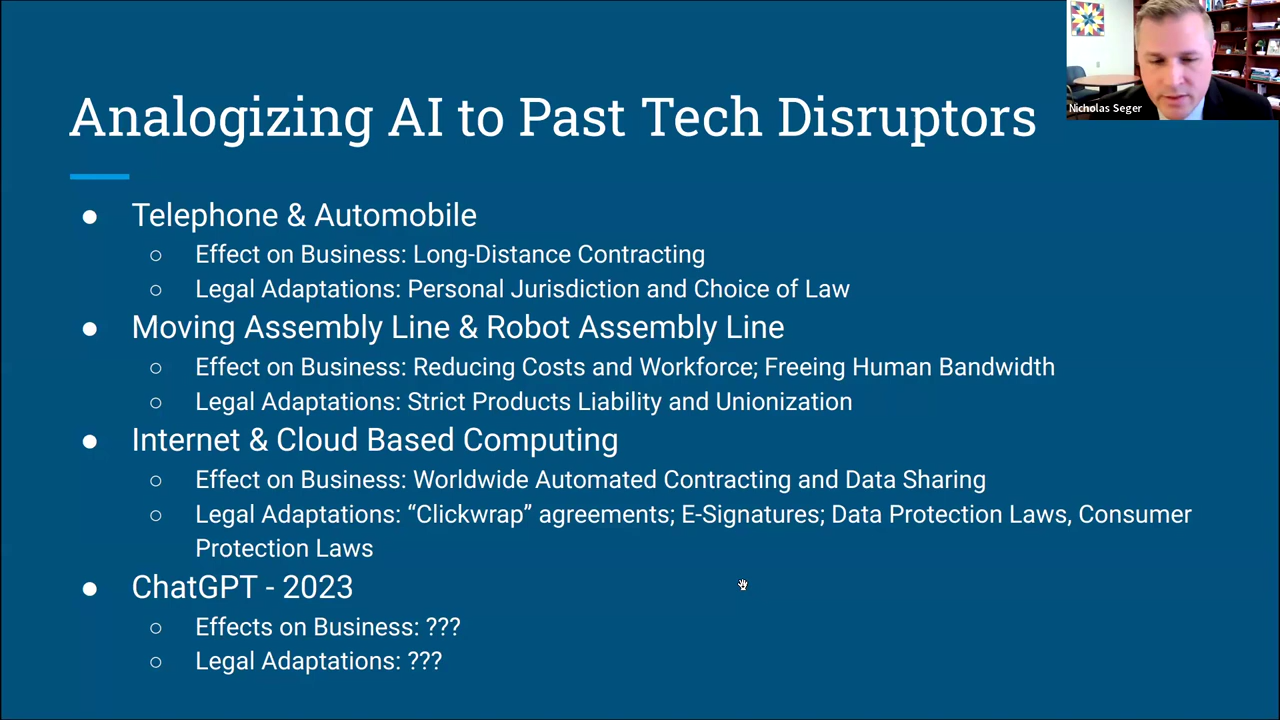 Analogizing AI to Past Tech Disruptors
Nicholas Seger
● Telephone & Automobile
○ Effect on Business: Long-Distance Contracting
○ Legal Adaptations: Personal Jurisdiction and Choice of Law
● Moving Assembly Line & Robot Assembly Line
○ Effect on Business: Reducing Costs and Workforce; Freeing Human Bandwidth
○ Legal Adaptations: Strict Products Liability and Unionization
● Internet & Cloud Based Computing
○ Effect on Business: Worldwide Automated Contracting and Data Sharing
○ Legal Adaptations: “Clickwrap” agreements; E-Signatures; Data Protection Laws, Consumer
Protection Laws
● ChatGPT - 2023
○ Effects on Business: ???
○ Legal Adaptations: ???